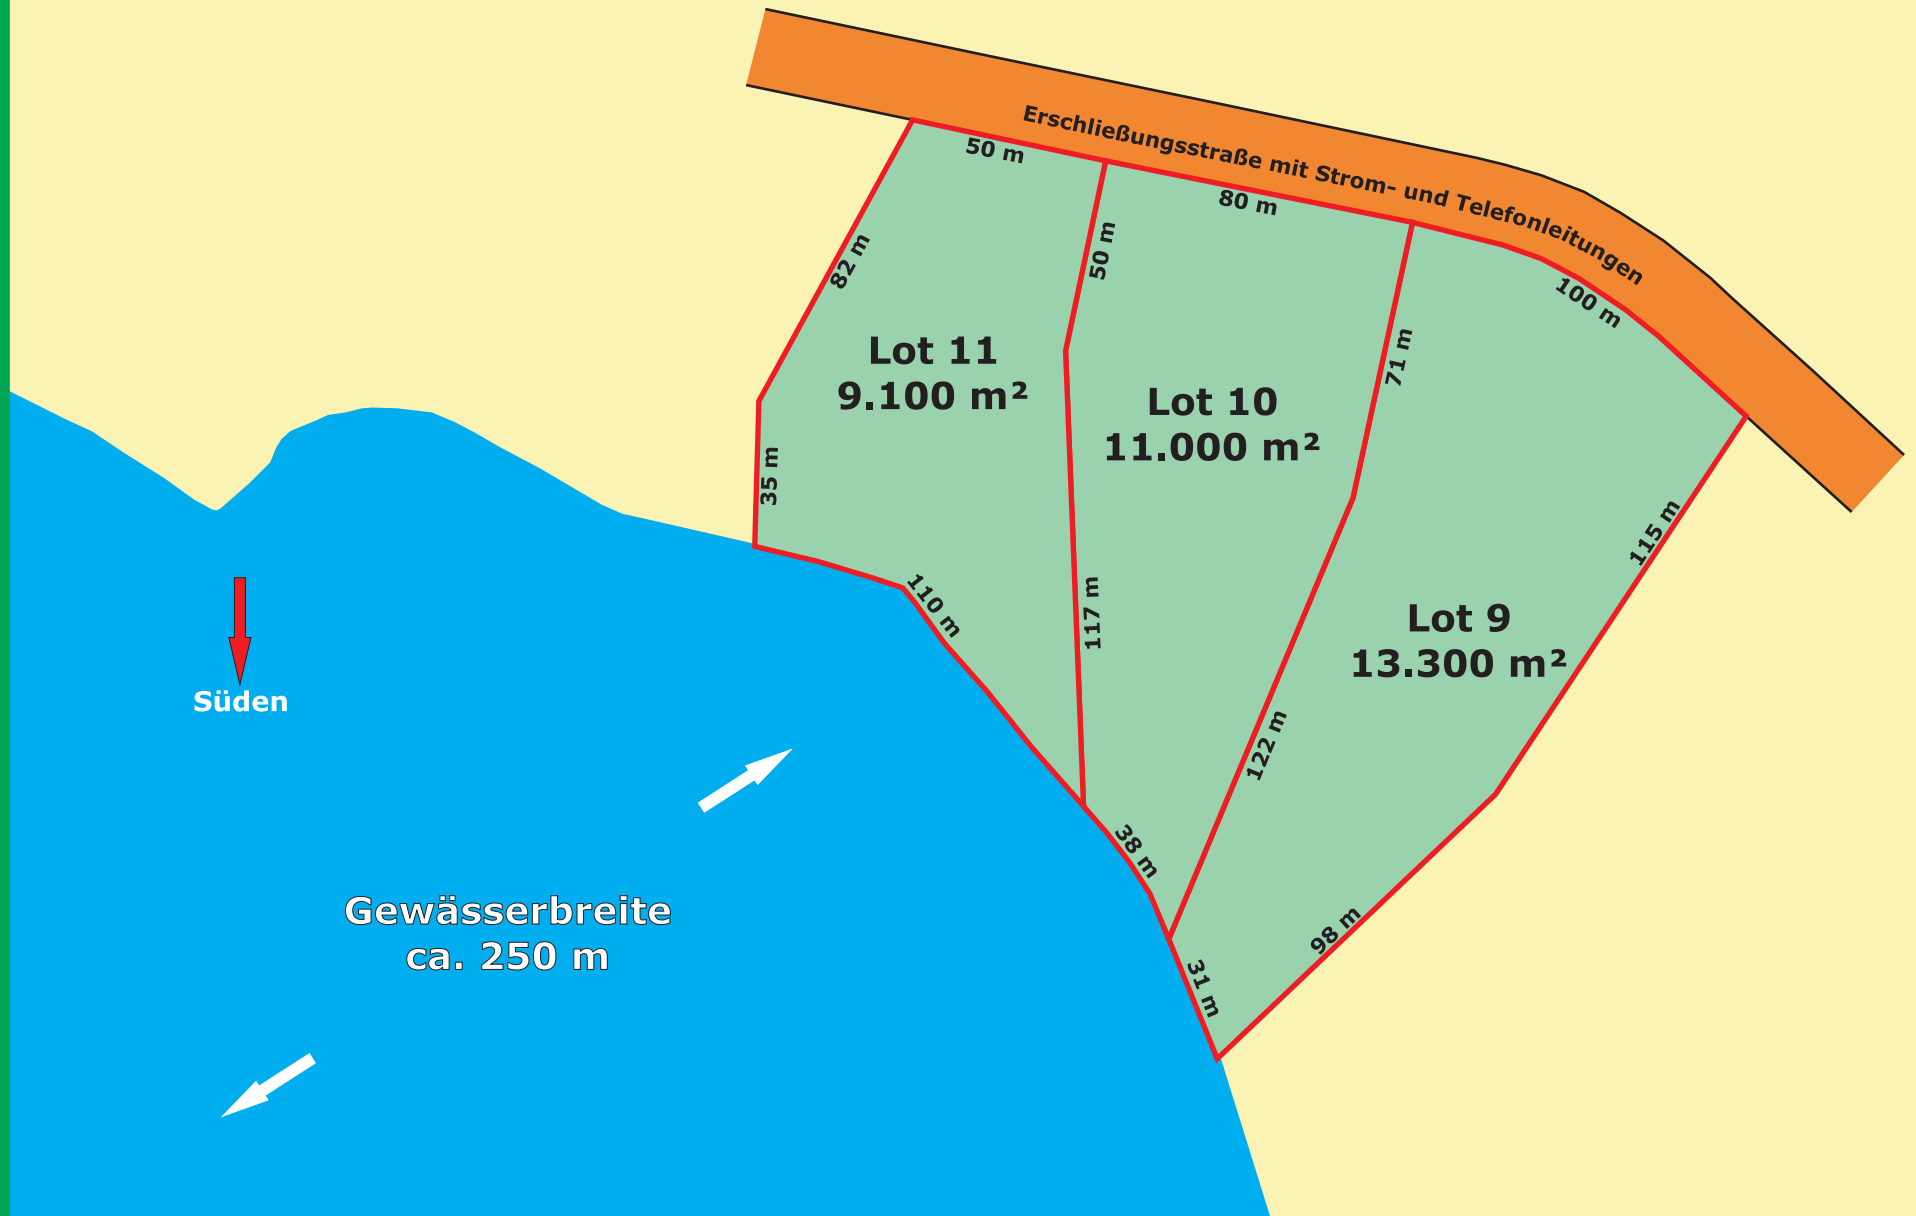 Erschließungsstraße mit Strom- und Telefonleitungen
50 m
80 m
100 m
82 m
50 m
71 m
Lot 11
9.100 m²
Lot 10
11.000 m²
35 m
115 m
110 m
117 m
Lot 9
13.300 m²
Süden
122 m
38 m
98 m
31 m
Gewässerbreite
ca. 250 m